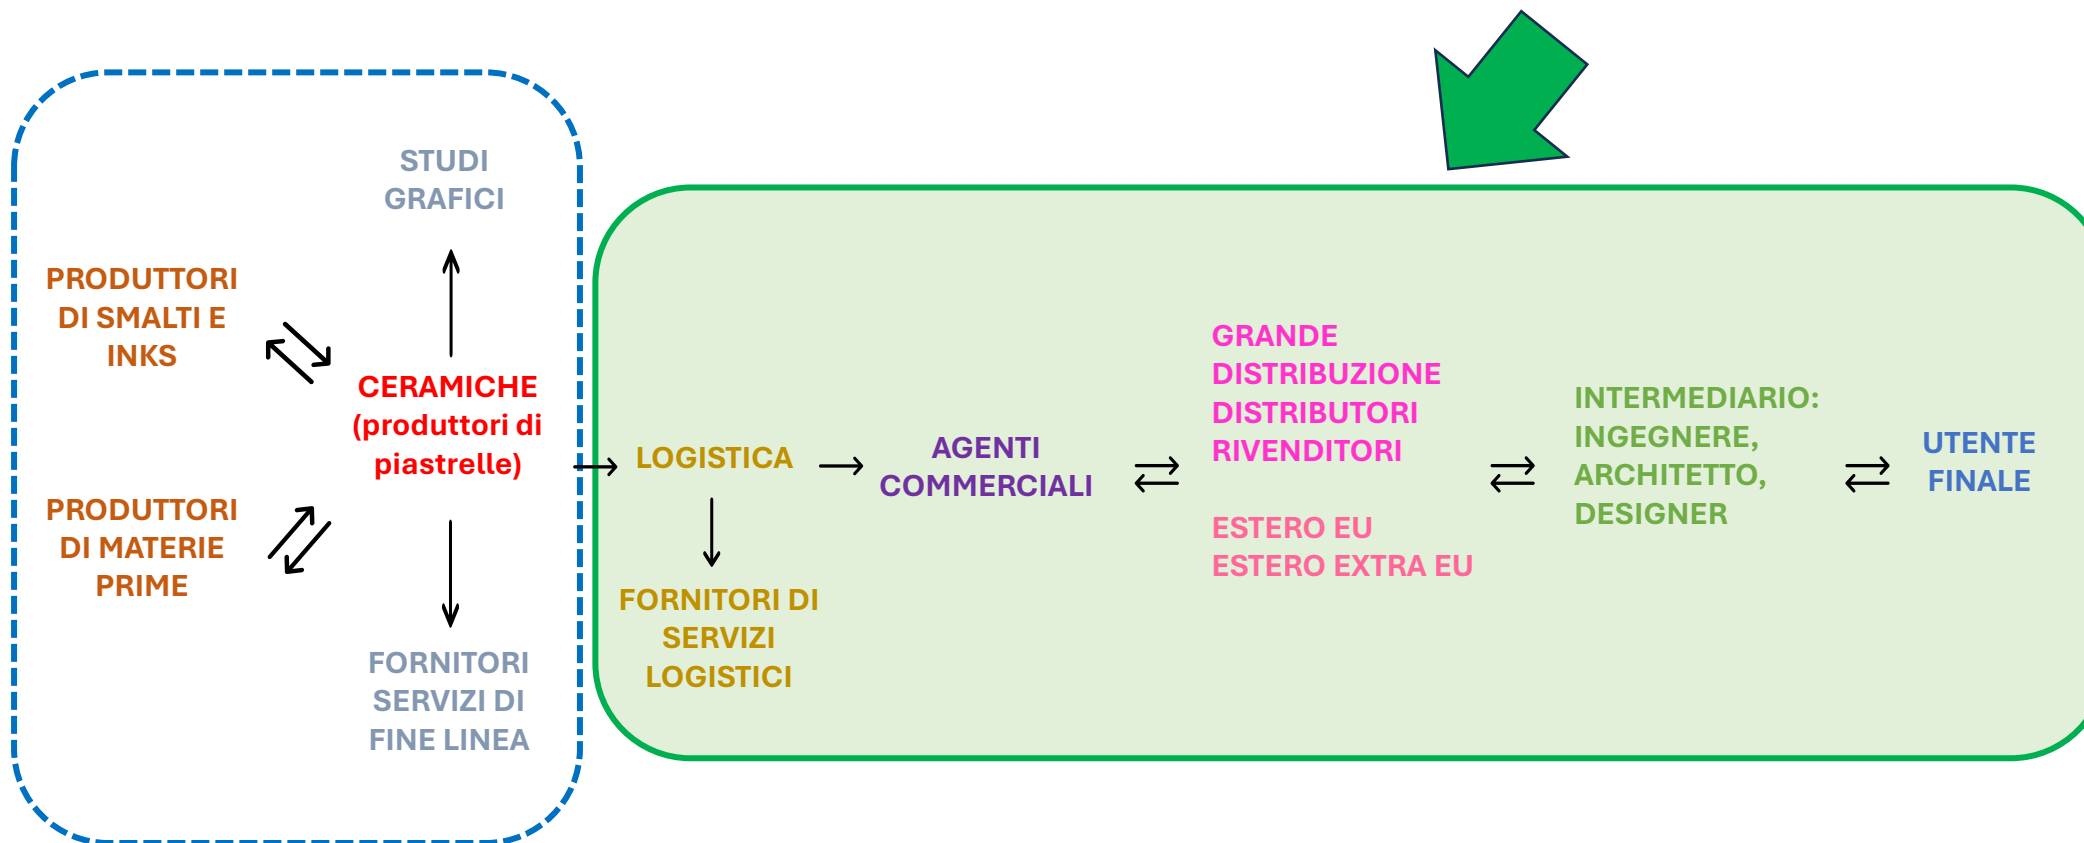 STUDI
GRAFICI
PRODUTTORI
DI SMALTI E
INKS
CERAMICHE
(produttori di
piastrelle)
PRODUTTORI
DI MATERIE
PRIME
FORNITORI
SERVIZI DI
FINE LINEA
LOGISTICA
FORNITORI DI
SERVIZI
LOGISTICI
AGENTI
COMMERCIALI
GRANDE
DISTRIBUZIONE
DISTRIBUTORI
RIVENDITORI
ESTERO EU
ESTERO EXTRA EU
INTERMEDIARIO:
INGEGNERE,
ARCHITETTO,
DESIGNER
UTENTE
FINALE